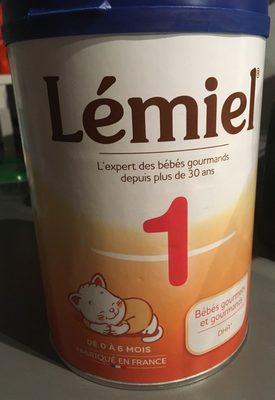 Lémiel
L'expert des bébés gourmands
depuis plus de 30 ans
1
Bébés gourmets
et gourmands
DHA*
DE 0 À 6 MOIS
FABRIQUÉ EN FRANCE